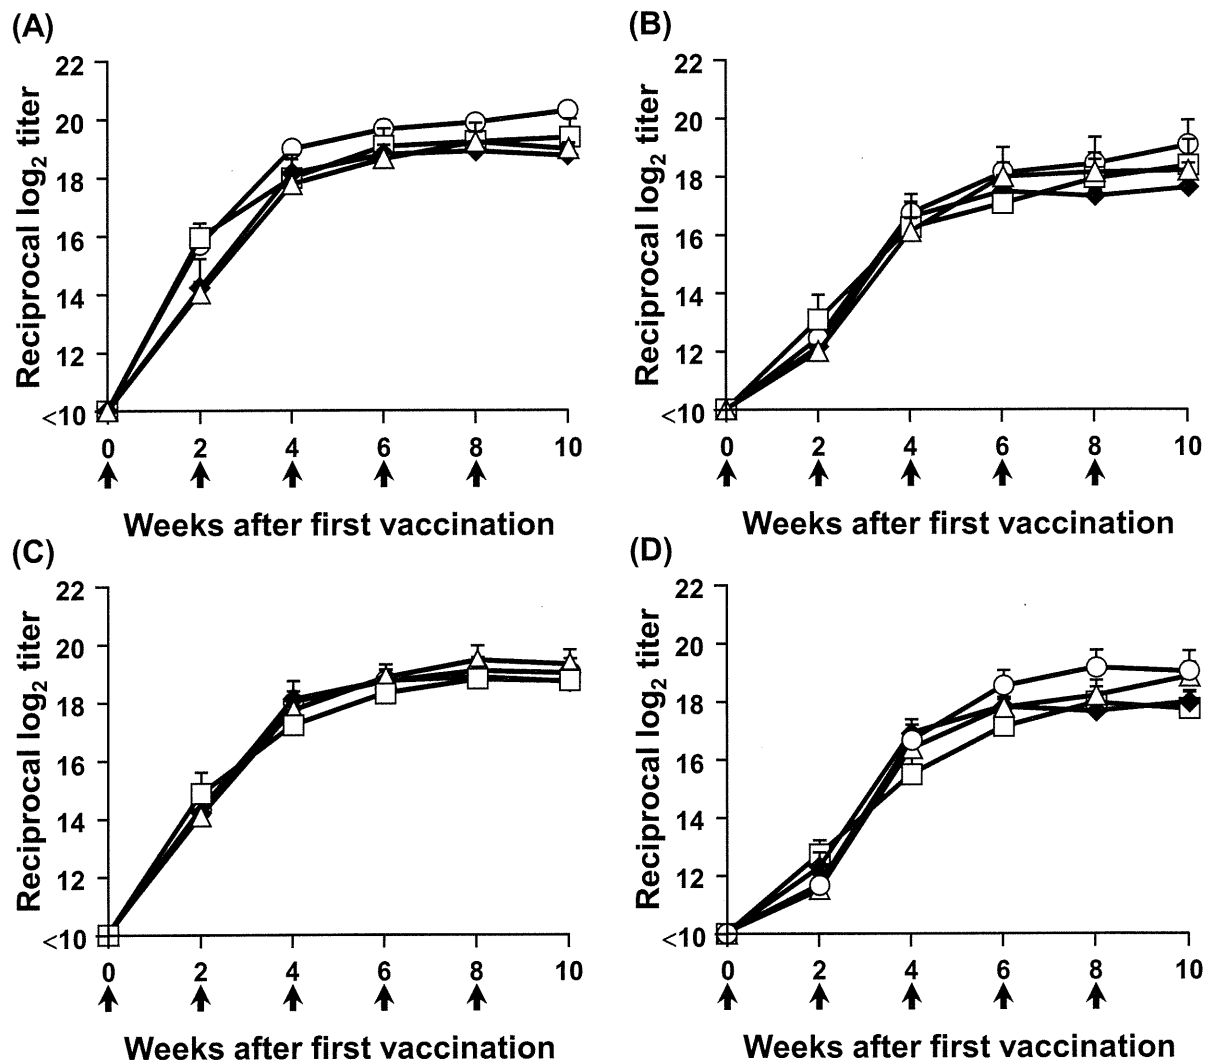 (A)
Reciprocal log2 titer
22
20
18
16
14
12
<10
0 2 4 6 8 10
Weeks after first vaccination
(B)
Reciprocal log2 titer
22
20
18
16
14
12
<10
0 2 4 6 8 10
Weeks after first vaccination
(C)
Reciprocal log2 titer
22
20
18
16
14
12
<10
0 2 4 6 8 10
Weeks after first vaccination
(D)
Reciprocal log2 titer
22
20
18
16
14
12
<10
0 2 4 6 8 10
Weeks after first vaccination